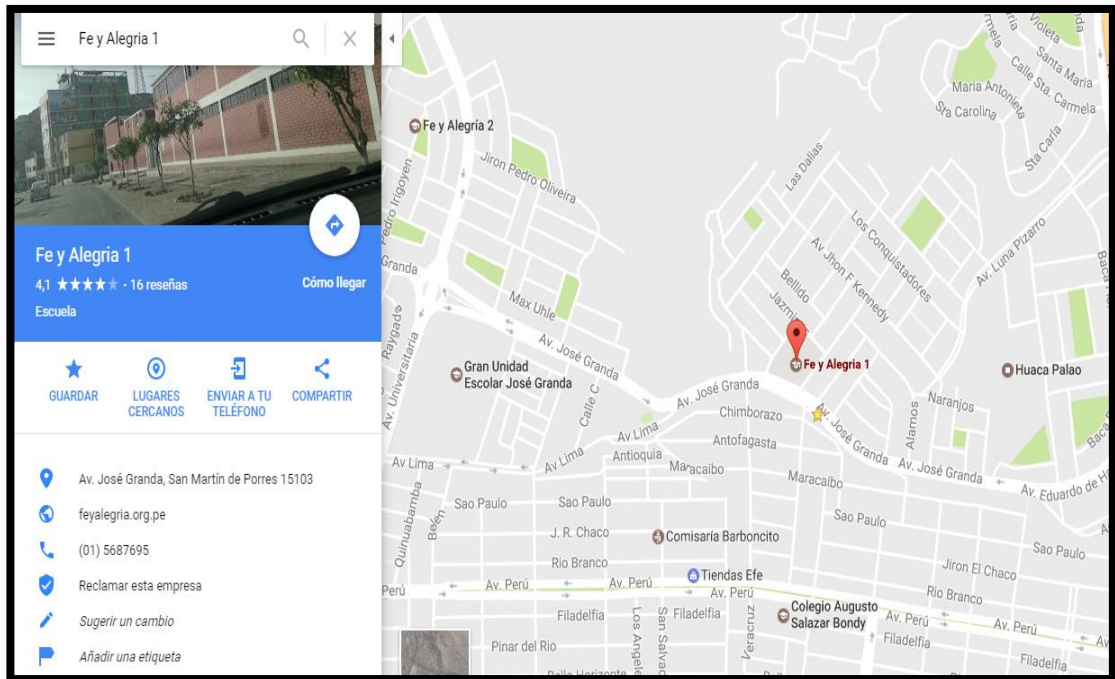 Fe y Alegria 1
Fe y Alegria 1
4,1 ★★★★★ - 16 reseñas
Cómo llegar
Escuela
GUARDAR
LUGARES
CERCANOS
ENVIAR A TU
TELÉFONO
COMPARTIR
Av. José Granda, San Martín de Porres 15103
feyalegria.org.pe
(01) 5687695
Reclamar esta empresa
Sugerir un cambio
Añadir una etiqueta
Fe y Alegría 2
Jiron Pedro Oliveira
Pedro Irigoyen
Granda
Max Uhle
Av. José Granda
Av. Universitaria
Gran Unidad
Escolar José Granda
Calle C
Violeta
Santa Maria
Calle Sta. Carmela
Maria Antonieta
Sta Carolina
Sta Carla
Carmel
Las Dalias
Los Conquistadores
Av. Luna Pizarro
Av Jhon F Kennedy
Bellido
Fe y Alegria 1
Huaca Palao
Av. José Granda
Chimborazo
Av. José Granda
Alamos
Naranjos
Av. José Granda
Av. Eduardo de
Av Lima
Av Lima
Av Lima
Antioquia
Antofagasta
Maracaibo
Maracaibo
Quinuabamba
Belén
Sao Paulo
Sao Paulo
Sao Paulo
Sao Paulo
J. R. Chaco
Comisaría Barboncito
Jiron El Chaco
Rio Branco
Rio Branco
Tiendas Efe
Perú
Av. Perú
Av. Perú
Av. Perú
Av. Perú
Av. Perú
Filadelfia
Filadelfia
Filadelfia
Filadelfia
Colegio Augusto
Salazar Bondy
Veracruz
Pinar del Rio